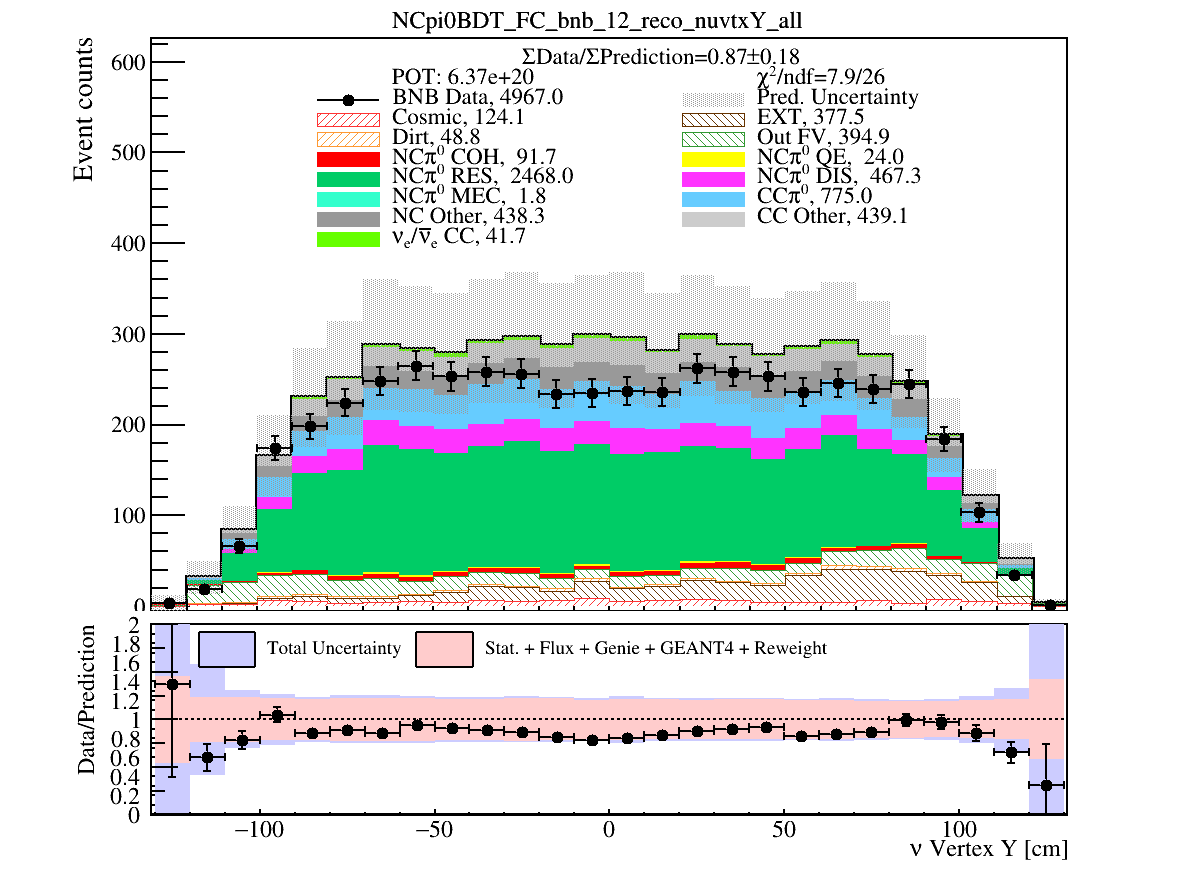 NCpi0BDT_FC_bnb_12_reco_nuvtxY_all
ΣData/ΣPrediction=0.87±0.18
POT: 6.37e+20
χ²/ndf=7.9/26
BNB Data, 4967.0
Pred. Uncertainty
Cosmic, 124.1
EXT, 377.5
Dirt, 48.8
Out FV, 394.9
NCπ⁰ COH, 91.7
NCπ⁰ QE, 24.0
NCπ⁰ RES, 2468.0
NCπ⁰ DIS, 467.3
NCπ⁰ MEC, 1.8
CCπ⁰, 775.0
NC Other, 438.3
CC Other, 439.1
νₑ/ν̅ₑ CC, 41.7
Event counts
600
500
400
300
200
100
0
Data/Prediction
2
1.8
1.6
1.4
1.2
1
0.8
0.6
0.4
0.2
0
Total Uncertainty
Stat. + Flux + Genie + GEANT4 + Reweight
−100
−50
0
50
100
ν Vertex Y [cm]